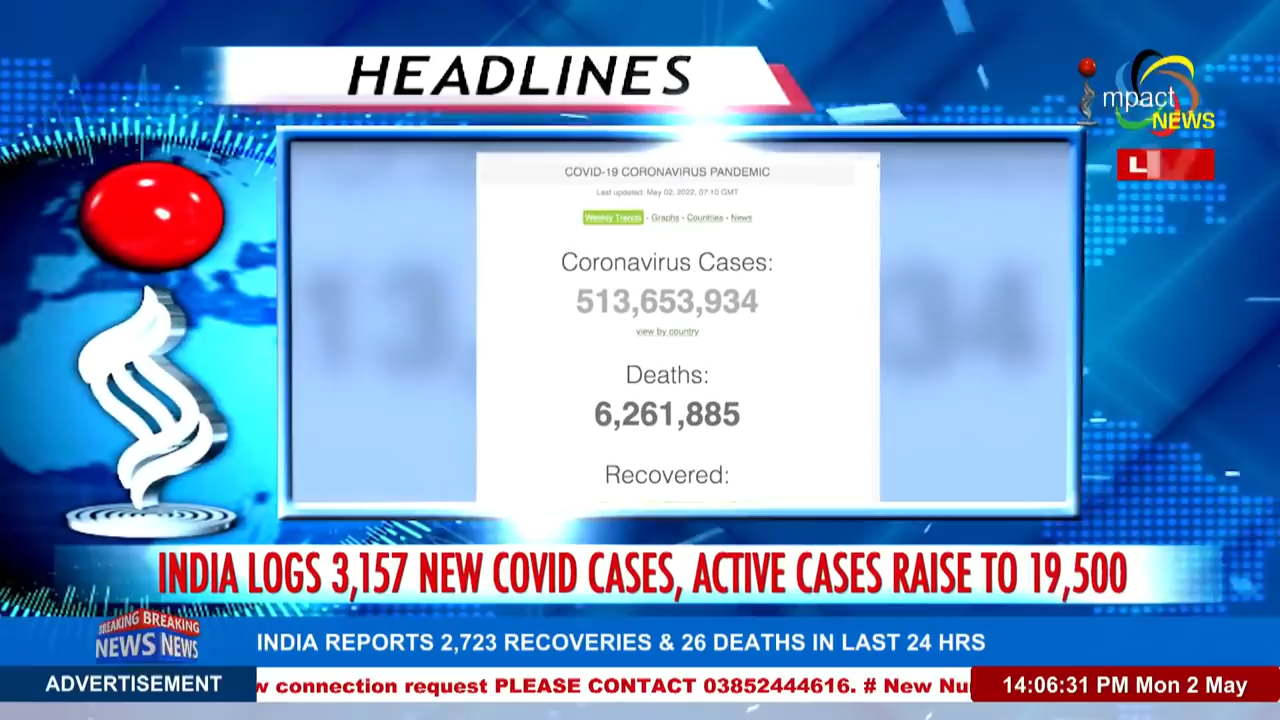 HEADLINES
mpact
NEWS
L
COVID-19 CORONAVIRUS PANDEMIC
Last updated: May 02, 2022, 07:10 GMT
Weekly Trends - Graphs - Countries - News
Coronavirus Cases:
513,653,934
view by country
Deaths:
6,261,885
Recovered:
INDIA LOGS 3,157 NEW COVID CASES, ACTIVE CASES RAISE TO 19,500
BREAKING BREAKING
NEWS NEWS
INDIA REPORTS 2,723 RECOVERIES & 26 DEATHS IN LAST 24 HRS
ADVERTISEMENT
w connection request PLEASE CONTACT 03852444616. # New Nu
14:06:31 PM Mon 2 May